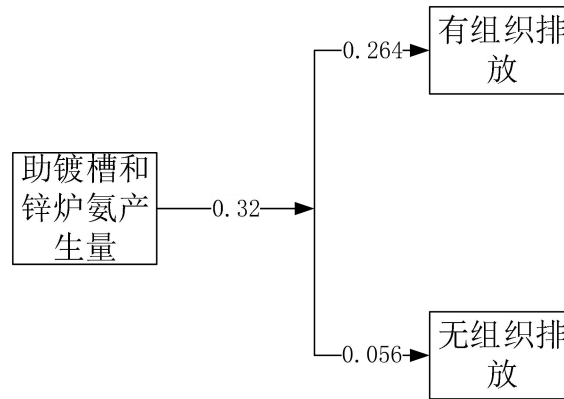 有组织排
放
0.264
助镀槽和
锌炉氨产
生量
0.32
无组织排
放
0.056